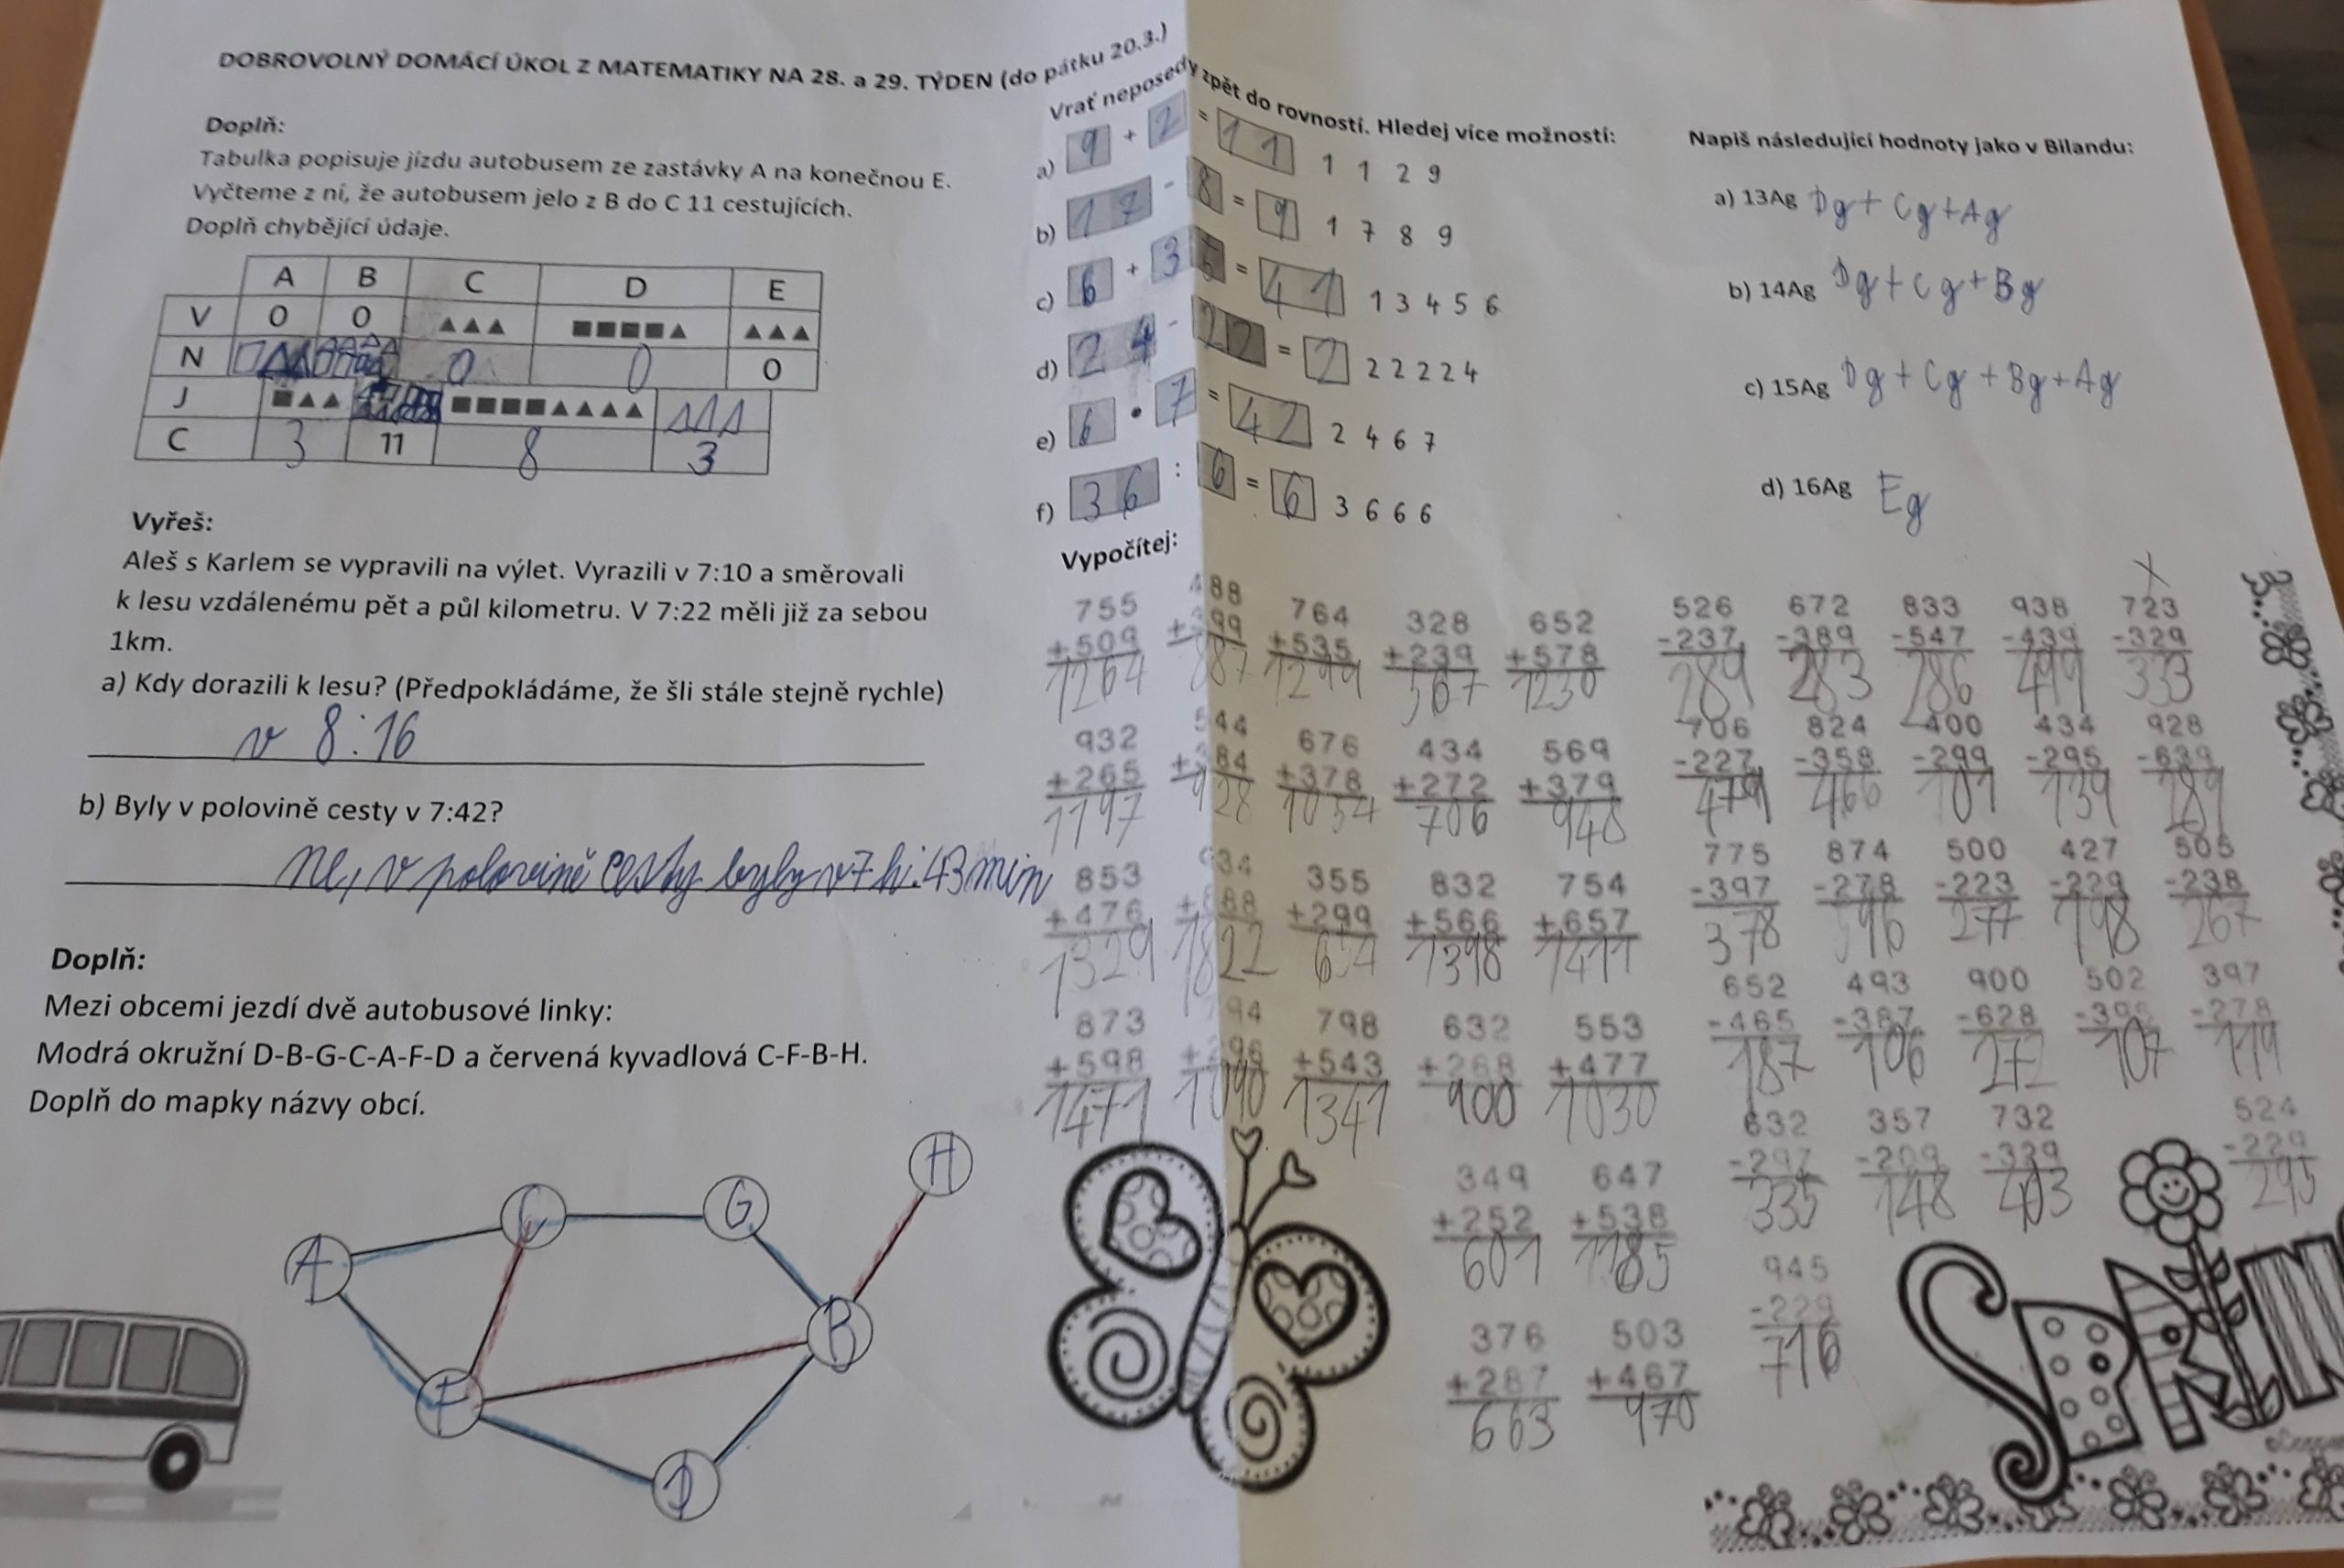 DOBROVOLNÝ DOMÁCÍ ÚKOL Z MATEMATIKY NA 28. a 29. TÝDEN (do pátku 20.3.)
Doplň:
Tabulka popisuje jízdu autobusem ze zastávky A na konečnou E.
Vyčteme z ní, že autobusem jelo z B do C 11 cestujících.
Doplň chybějící údaje.
A B C D E
V 0 0 ▲▲▲ ■■■■▲ ▲▲▲
N 0 0 0
J ■▲▲ ■■■■▲▲▲▲▲ △△△
C 3 11 8 3
Vyřeš:
Aleš s Karlem se vypravili na výlet. Vyrazili v 7:10 a směrovali
k lesu vzdálenému pět a půl kilometru. V 7:22 měli již za sebou
1km.
a) Kdy dorazili k lesu? (Předpokládáme, že šli stále stejně rychle)
v 8:16
b) Byly v polovině cesty v 7:42?
ne, v polovině cesty byly v 7 h:43 min
Doplň:
Mezi obcemi jezdí dvě autobusové linky:
Modrá okružní D-B-G-C-A-F-D a červená kyvadlová C-F-B-H.
Doplň do mapky názvy obcí.
H
C G
A
B
F
D
Vrať neposedy zpět do rovností. Hledej více možností:
a) 9 + 2 = 11 1 1 2 9
b) 17 - 8 = 9 1 7 8 9
c) 6 + 35 = 41 1 3 4 5 6
d) 24 - 22 = 2 2 2 2 2 4
e) 6 • 7 = 42 2 4 6 7
f) 36 : 6 = 6 3 6 6 6
Napiš následující hodnoty jako v Bilandu:
a) 13Ag Dg+Cg+Ag
b) 14Ag Dg+Cg+Bg
c) 15Ag Dg+Cg+Bg+Ag
d) 16Ag Eg
Vypočítej:
755 488 764 328 652
+509 +399 +535 +239 +578
1264 887 1299 567 1230
932 544 676 434 569
+265 +384 +378 +272 +379
1197 928 1054 706 948
853 934 355 832 754
+476 +888 +299 +566 +657
1329 1822 654 1398 1411
873 94 798 632 553
+598 +296 +543 +268 +477
1471 1090 1341 900 1030
349 647
+252 +538
601 1185
376 503
+287 +467
663 970
526 672 833 938 723
-237 -389 -547 -439 -329
289 283 286 499 333
706 824 400 434 928
-227 -358 -299 -295 -639
479 466 101 139 289
775 874 500 427 505
-397 -278 -223 -229 -238
378 596 277 198 267
652 493 900 502 397
-465 -387 -628 -395 -278
187 106 272 107 119
632 357 732 524
-297 -209 -329 -229
335 148 403 295
945
-229
716